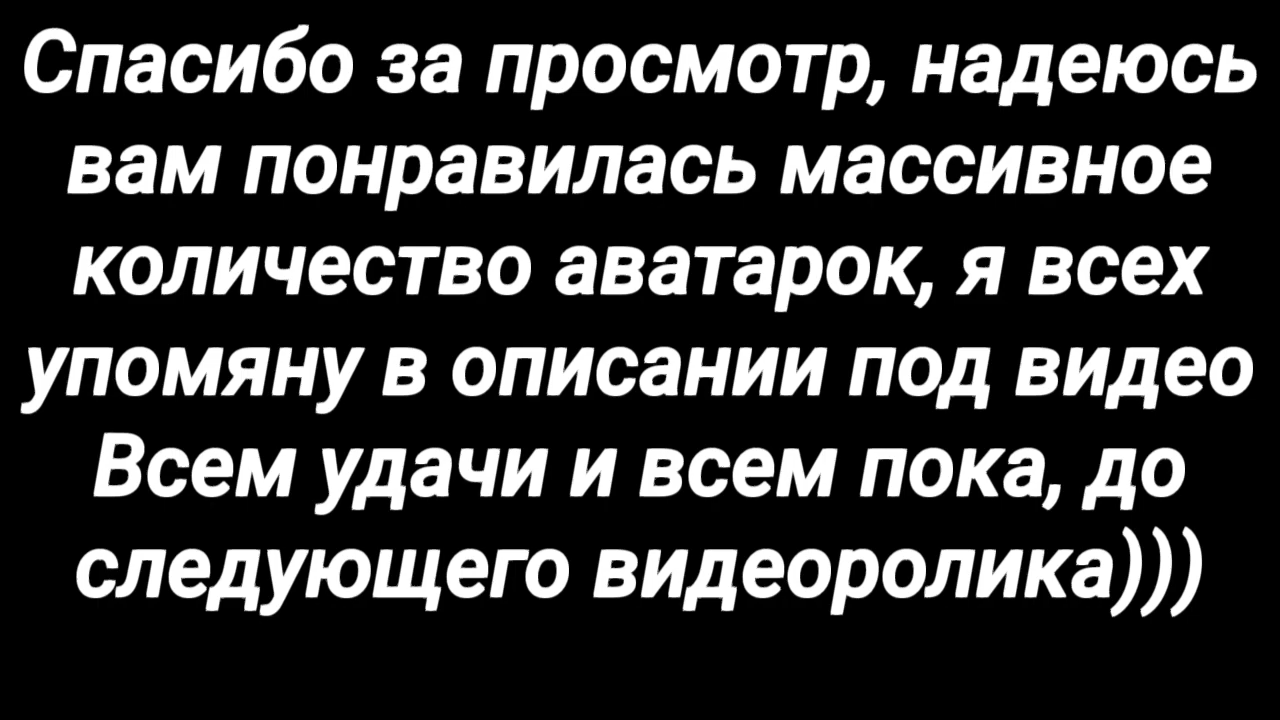 Спасибо за просмотр, надеюсь
вам понравилась массивное
количество аватарок, я всех
упомяну в описании под видео
Всем удачи и всем пока, до
следующего видеоролика)))